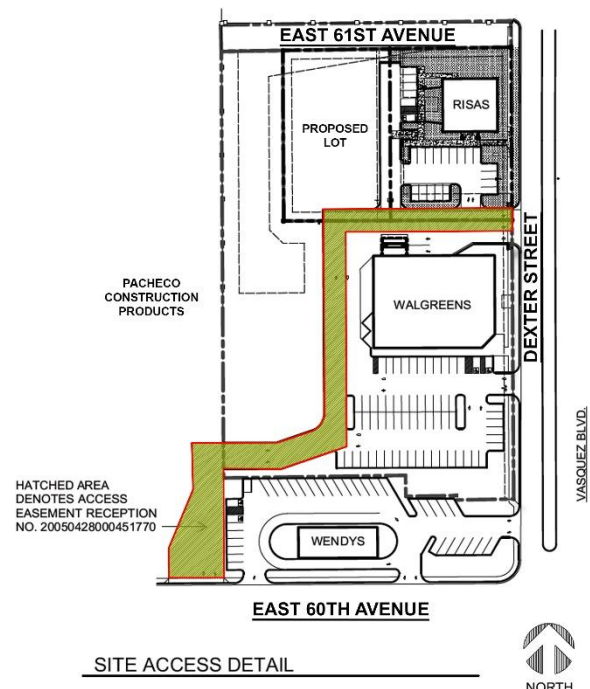 EAST 61ST AVENUE
RISAS
PROPOSED
LOT
DEXTER STREET
PACHECO
CONSTRUCTION
PRODUCTS
WALGREENS
VASQUEZ BLVD.
HATCHED AREA
DENOTES ACCESS
EASEMENT RECEPTION
NO. 20050428000451770
WENDYS
EAST 60TH AVENUE
SITE ACCESS DETAIL
NORTH